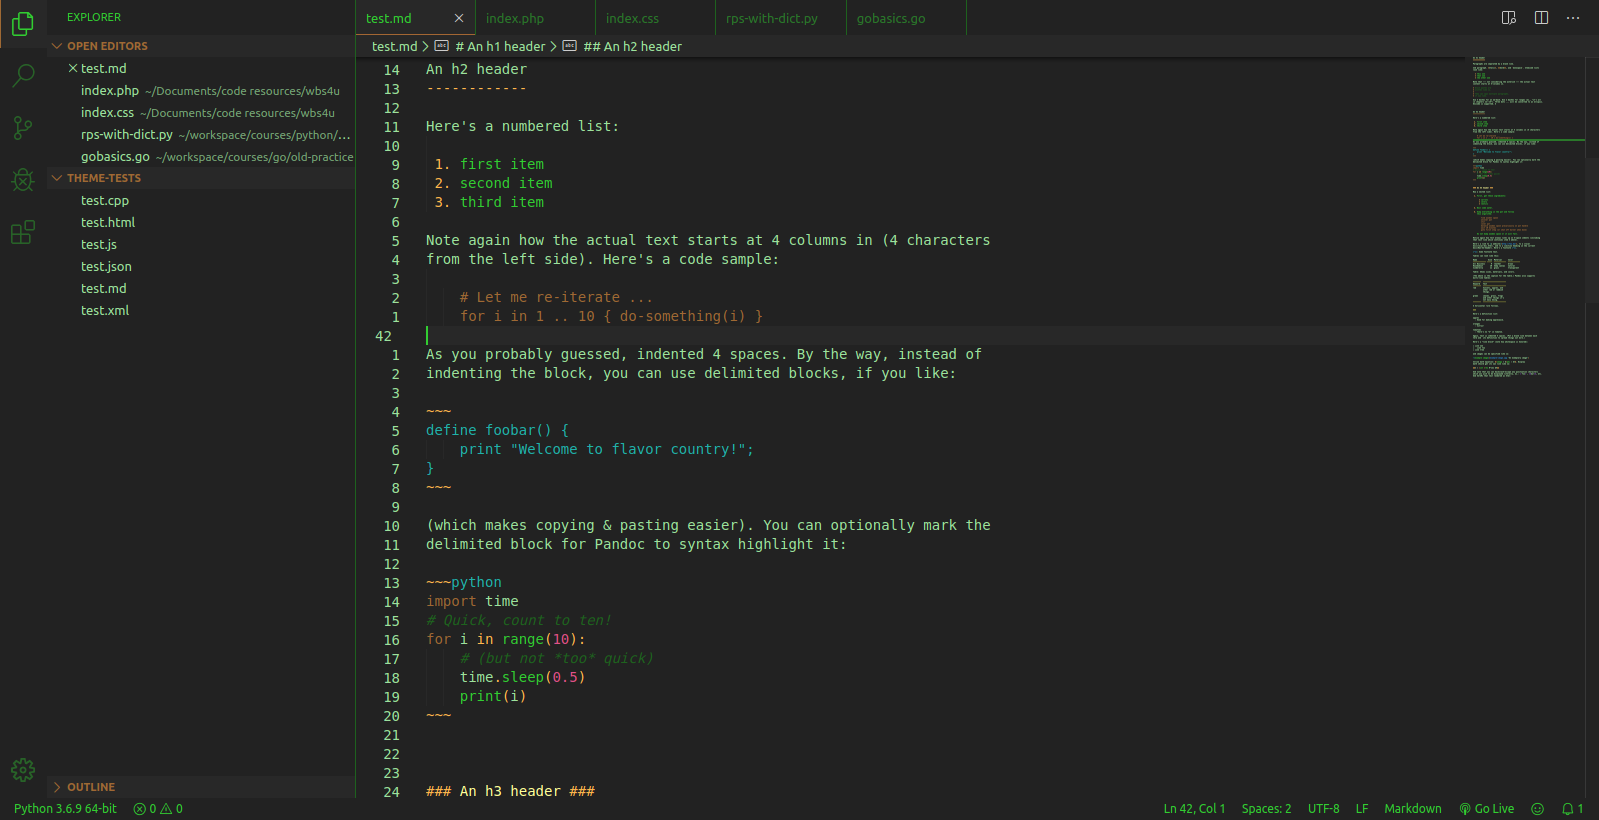 EXPLORER
OPEN EDITORS
test.md
index.php ~/Documents/code resources/wbs4u
index.css ~/Documents/code resources/wbs4u
rps-with-dict.py ~/workspace/courses/python/...
gobasics.go ~/workspace/courses/go/old-practice
THEME-TESTS
test.cpp
test.html
test.js
test.json
test.md
test.xml
OUTLINE
test.md index.php index.css rps-with-dict.py gobasics.go
test.md > # An h1 header > ## An h2 header
14 An h2 header
13 ------------
12
11 Here's a numbered list:
10
9 1. first item
8 2. second item
7 3. third item
6
5 Note again how the actual text starts at 4 columns in (4 characters
4 from the left side). Here's a code sample:
3
2 # Let me re-iterate ...
1 for i in 1 .. 10 { do-something(i) }
42
1 As you probably guessed, indented 4 spaces. By the way, instead of
2 indenting the block, you can use delimited blocks, if you like:
3
4 ~~~
5 define foobar() {
6 print "Welcome to flavor country!";
7 }
8 ~~~
9
10 (which makes copying & pasting easier). You can optionally mark the
11 delimited block for Pandoc to syntax highlight it:
12
13 ~~~python
14 import time
15 # Quick, count to ten!
16 for i in range(10):
17 # (but not *too* quick)
18 time.sleep(0.5)
19 print(i)
20 ~~~
21
22
23
24 ### An h3 header ###
Python 3.6.9 64-bit 0 0 Ln 42, Col 1 Spaces: 2 UTF-8 LF Markdown Go Live 1